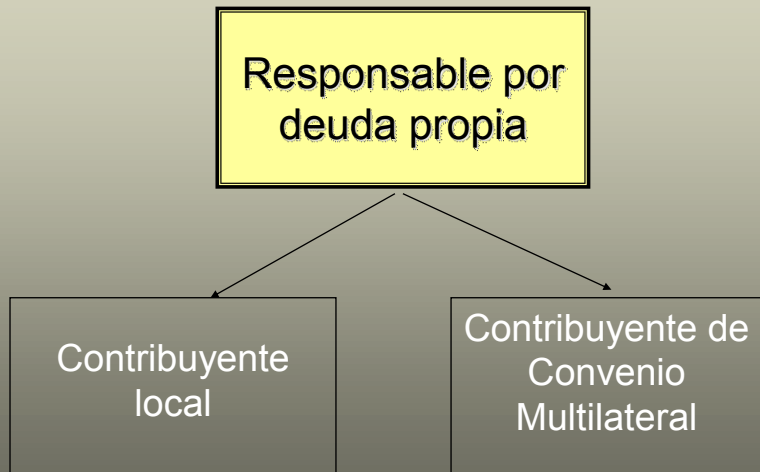 Responsable por
deuda propia
Contribuyente
local
Contribuyente de
Convenio
Multilateral